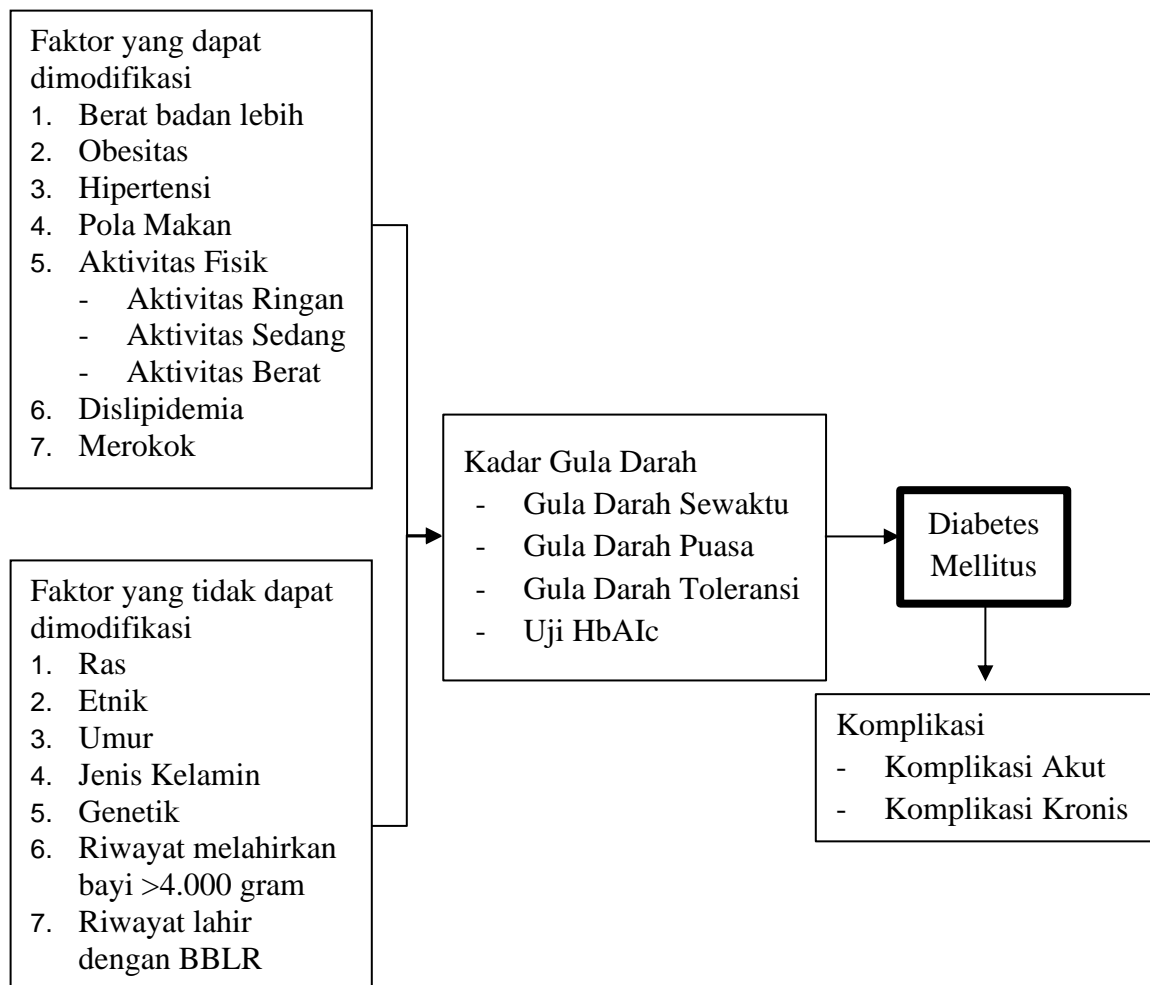 Faktor yang dapat
dimodifikasi
1. Berat badan lebih
2. Obesitas
3. Hipertensi
4. Pola Makan
5. Aktivitas Fisik
- Aktivitas Ringan
- Aktivitas Sedang
- Aktivitas Berat
6. Dislipidemia
7. Merokok
Faktor yang tidak dapat
dimodifikasi
1. Ras
2. Etnik
3. Umur
4. Jenis Kelamin
5. Genetik
6. Riwayat melahirkan
bayi >4.000 gram
7. Riwayat lahir
dengan BBLR
Kadar Gula Darah
- Gula Darah Sewaktu
- Gula Darah Puasa
- Gula Darah Toleransi
- Uji HbAIc
Diabetes
Mellitus
Komplikasi
- Komplikasi Akut
- Komplikasi Kronis